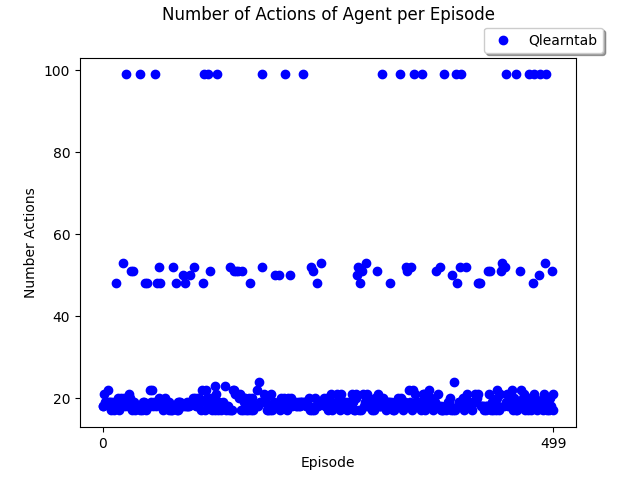 Number of Actions of Agent per Episode
Qlearntab
100
80
60
40
20
Number Actions
0
499
Episode